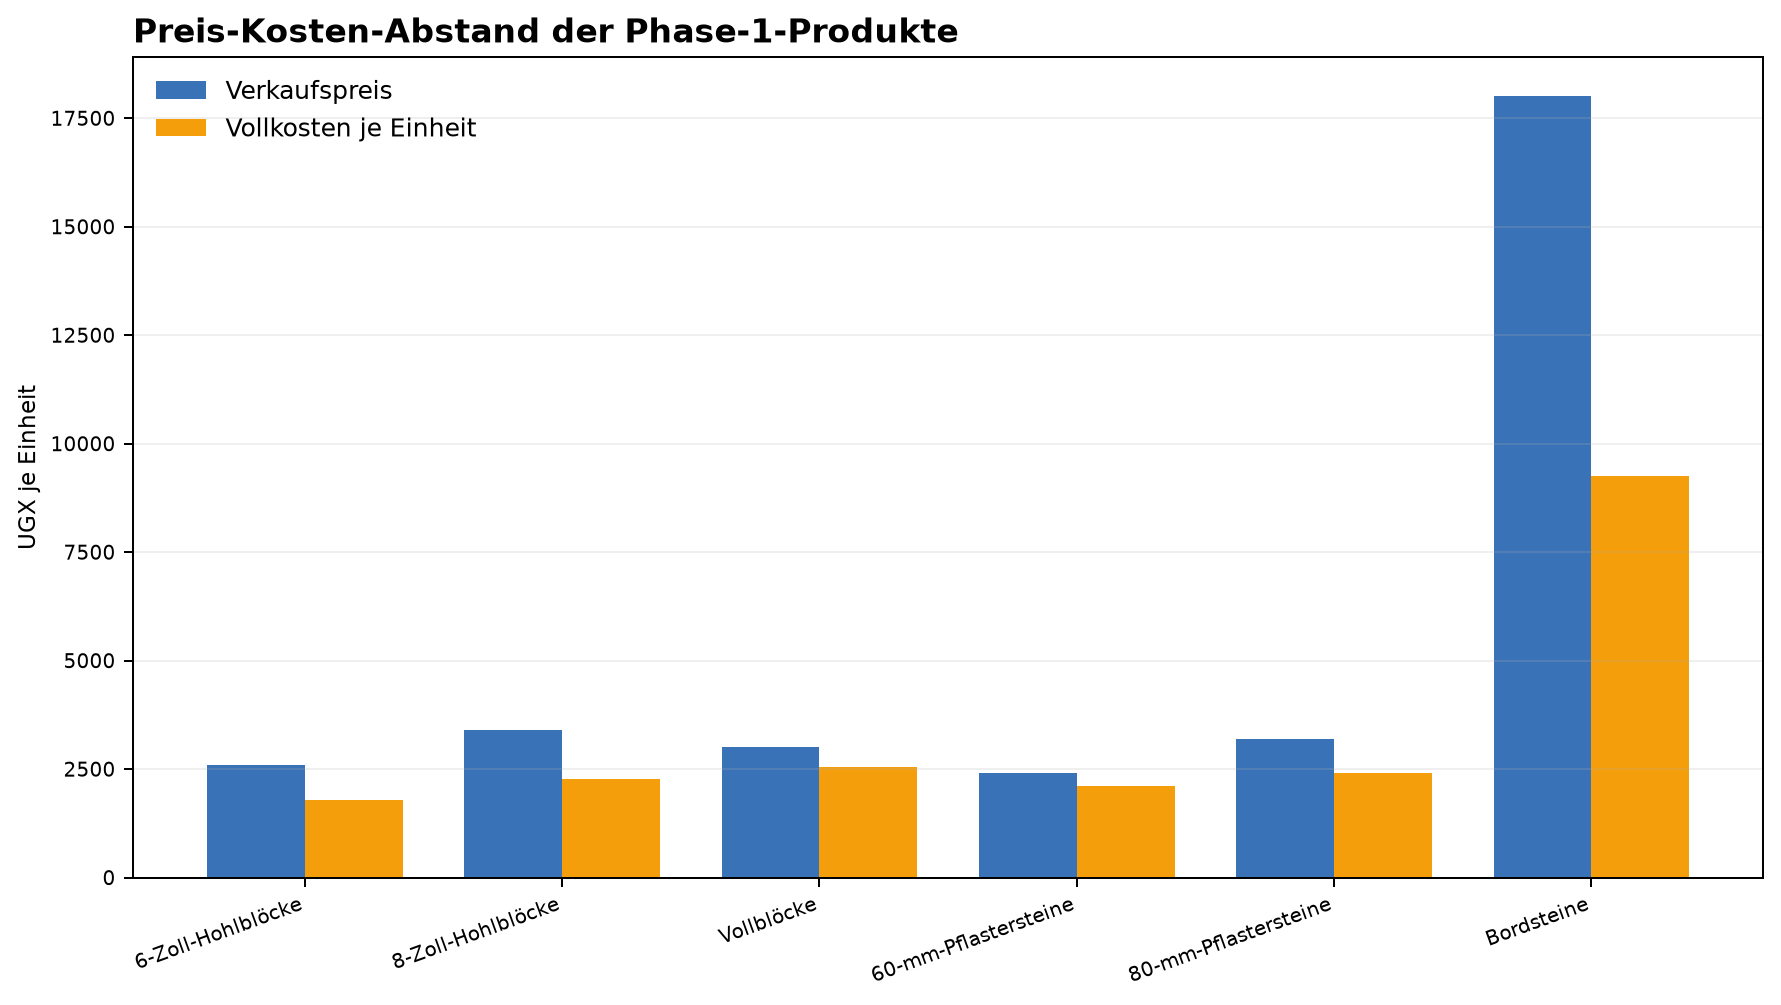 Preis-Kosten-Abstand der Phase-1-Produkte
Verkaufspreis
Vollkosten je Einheit
UGX je Einheit
17500
15000
12500
10000
7500
5000
2500
0
6-Zoll-Hohlblöcke
8-Zoll-Hohlblöcke
Vollblöcke
60-mm-Pflastersteine
80-mm-Pflastersteine
Bordsteine